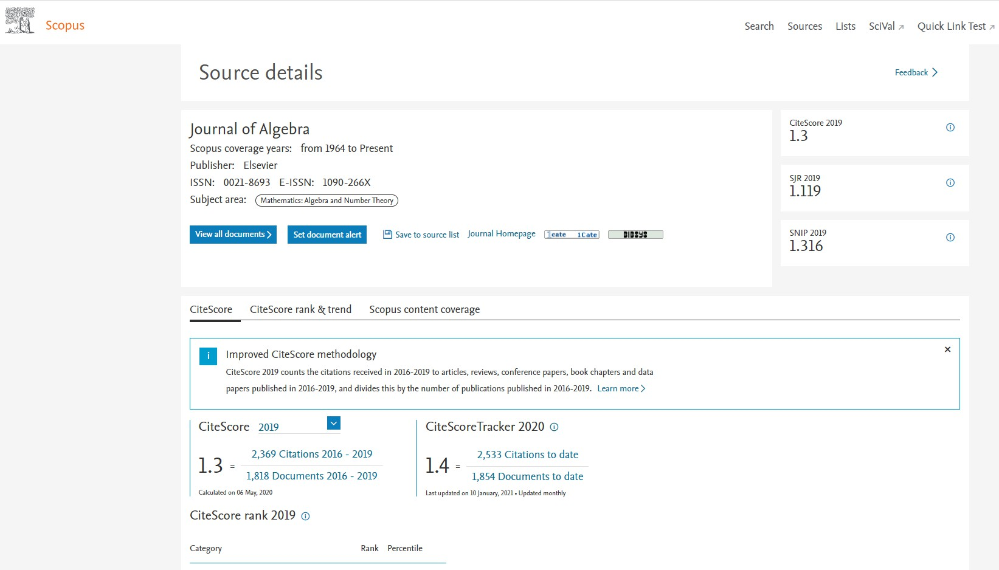 Scopus
Search Sources Lists SciVal Quick Link Test
Source details
Feedback
Journal of Algebra
Scopus coverage years: from 1964 to Present
Publisher: Elsevier
ISSN: 0021-8693 E-ISSN: 1090-266X
Subject area: Mathematics: Algebra and Number Theory
View all documents Set document alert Save to source list Journal Homepage 1cate 1Cate BIBSYS
CiteScore 2019
1.3
SJR 2019
1.119
SNIP 2019
1.316
CiteScore CiteScore rank & trend Scopus content coverage
i Improved CiteScore methodology
CiteScore 2019 counts the citations received in 2016-2019 to articles, reviews, conference papers, book chapters and data
papers published in 2016-2019, and divides this by the number of publications published in 2016-2019. Learn more
CiteScore 2019
1.3 =
2,369 Citations 2016 - 2019
1,818 Documents 2016 - 2019
Calculated on 06 May, 2020
CiteScoreTracker 2020
1.4 =
2,533 Citations to date
1,854 Documents to date
Last updated on 10 January, 2021 • Updated monthly
CiteScore rank 2019
Category Rank Percentile